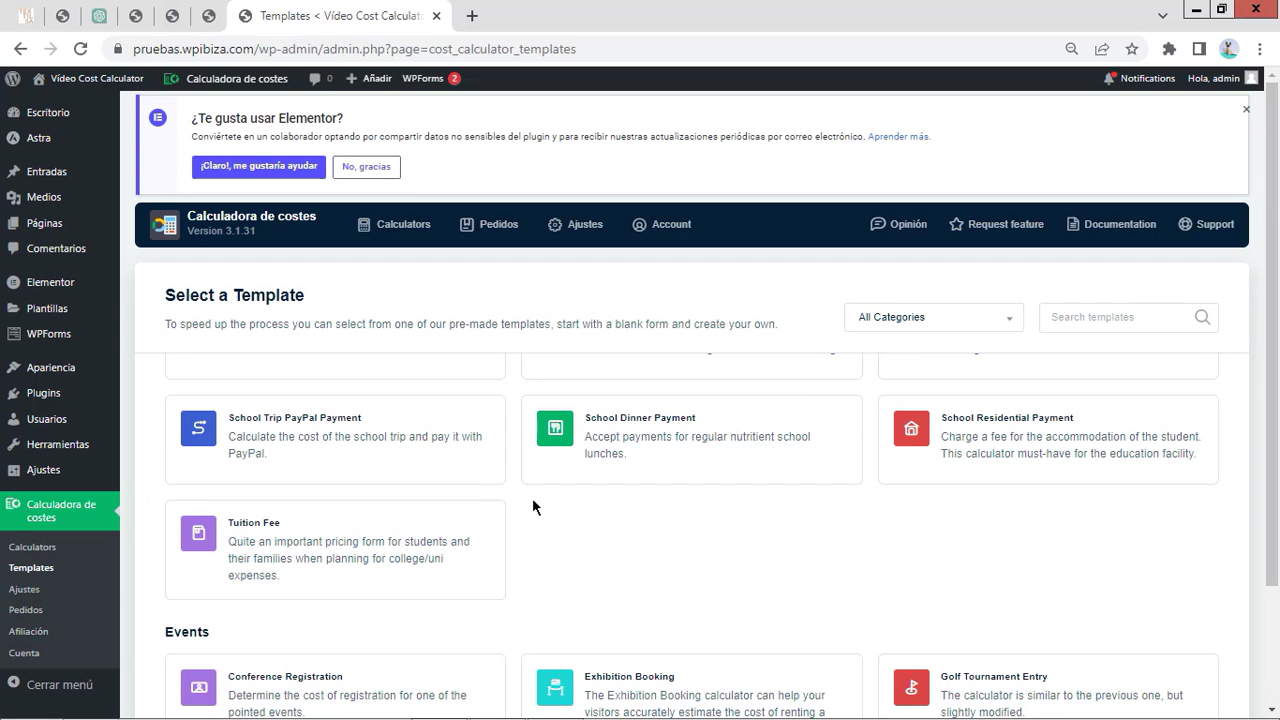 Templates < Vídeo Cost Calculato
pruebas.wpibiza.com/wp-admin/admin.php?page=cost_calculator_templates
Vídeo Cost Calculator
Calculadora de costes
0
Añadir
WPForms 2
Notifications
Hola, admin
Escritorio
Astra
Entradas
Medios
Páginas
Comentarios
Elementor
Plantillas
WPForms
Apariencia
Plugins
Usuarios
Herramientas
Ajustes
Calculadora de
costes
Calculators
Templates
Ajustes
Pedidos
Afiliación
Cuenta
Cerrar menú
¿Te gusta usar Elementor?
Conviértete en un colaborador optando por compartir datos no sensibles del plugin y para recibir nuestras actualizaciones periódicas por correo electrónico. Aprender más.
¡Claro!, me gustaría ayudar
No, gracias
Calculadora de costes
Version 3.1.31
Calculators
Pedidos
Ajustes
Account
Opinión
Request feature
Documentation
Support
Select a Template
To speed up the process you can select from one of our pre-made templates, start with a blank form and create your own.
All Categories
Search templates
School Trip PayPal Payment
Calculate the cost of the school trip and pay it with
PayPal.
School Dinner Payment
Accept payments for regular nutritient school
lunches.
School Residential Payment
Charge a fee for the accommodation of the student.
This calculator must-have for the education facility.
Tuition Fee
Quite an important pricing form for students and
their families when planning for college/uni
expenses.
Events
Conference Registration
Determine the cost of registration for one of the
pointed events.
Exhibition Booking
The Exhibition Booking calculator can help your
visitors accurately estimate the cost of renting a
Golf Tournament Entry
The calculator is similar to the previous one, but
slightly modified.